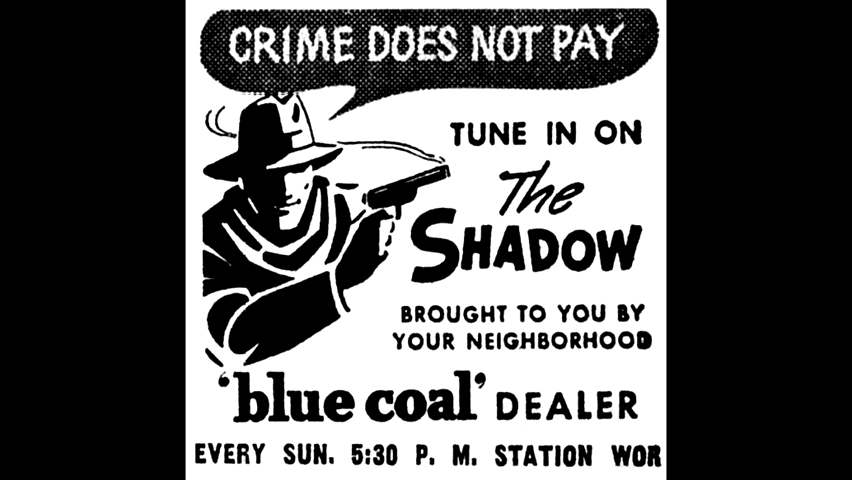 CRIME DOES NOT PAY
TUNE IN ON
The
SHADOW
BROUGHT TO YOU BY
YOUR NEIGHBORHOOD
'blue coal' DEALER
EVERY SUN. 5:30 P. M. STATION WOR